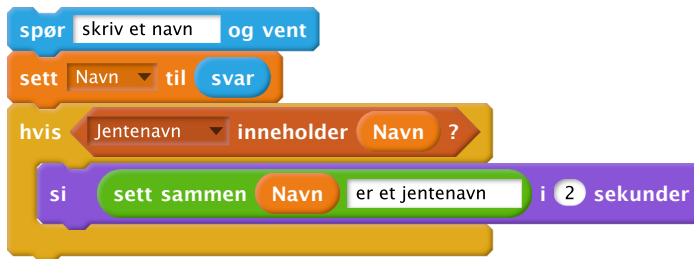 spør skriv et navn og vent
sett Navn til svar
hvis Jentenavn inneholder Navn ?
si sett sammen Navn er et jentenavn i 2 sekunder